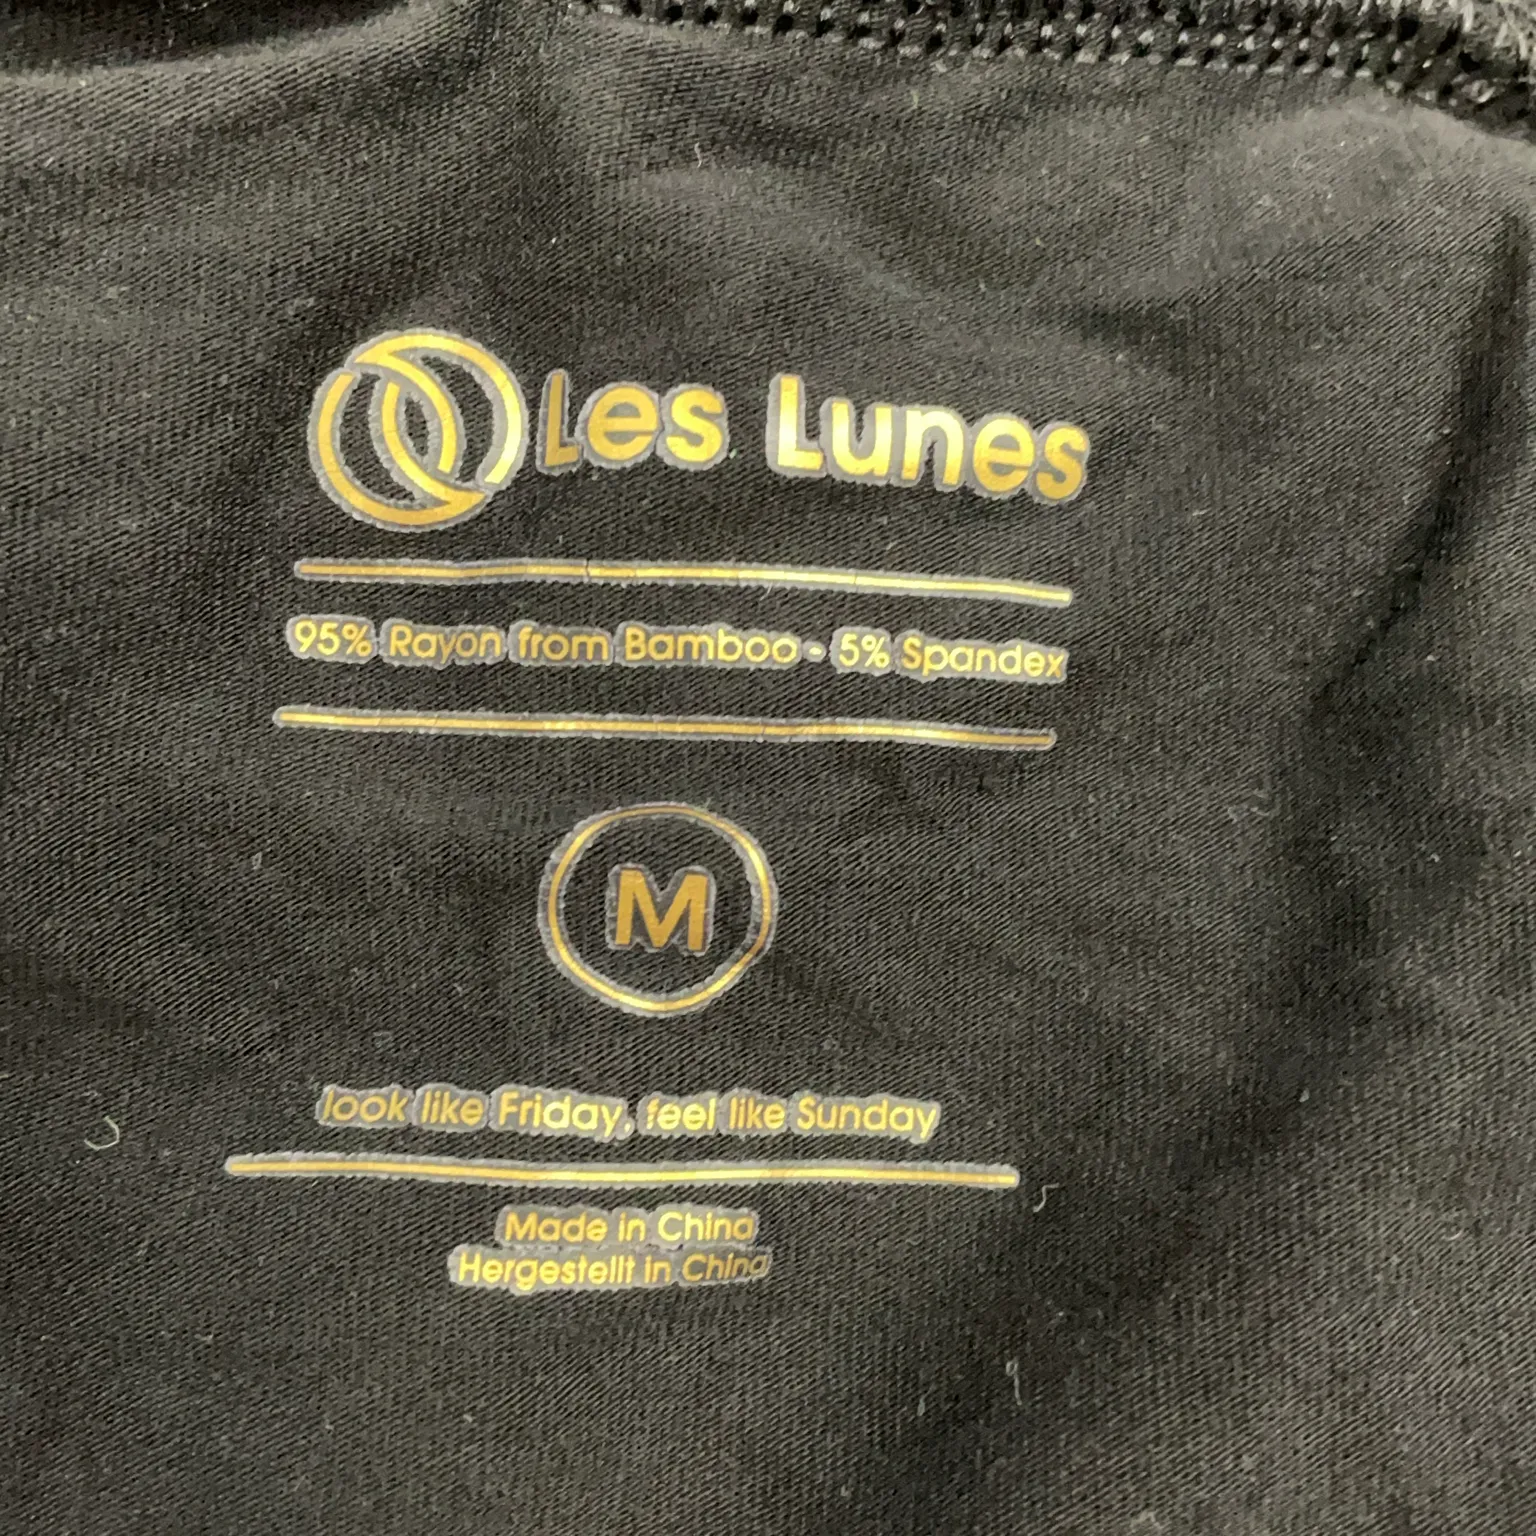 Les Lunes
95% Rayon from Bamboo - 5% Spandex
M
look like Friday, feel like Sunday
Made in China
Hergestellt in China